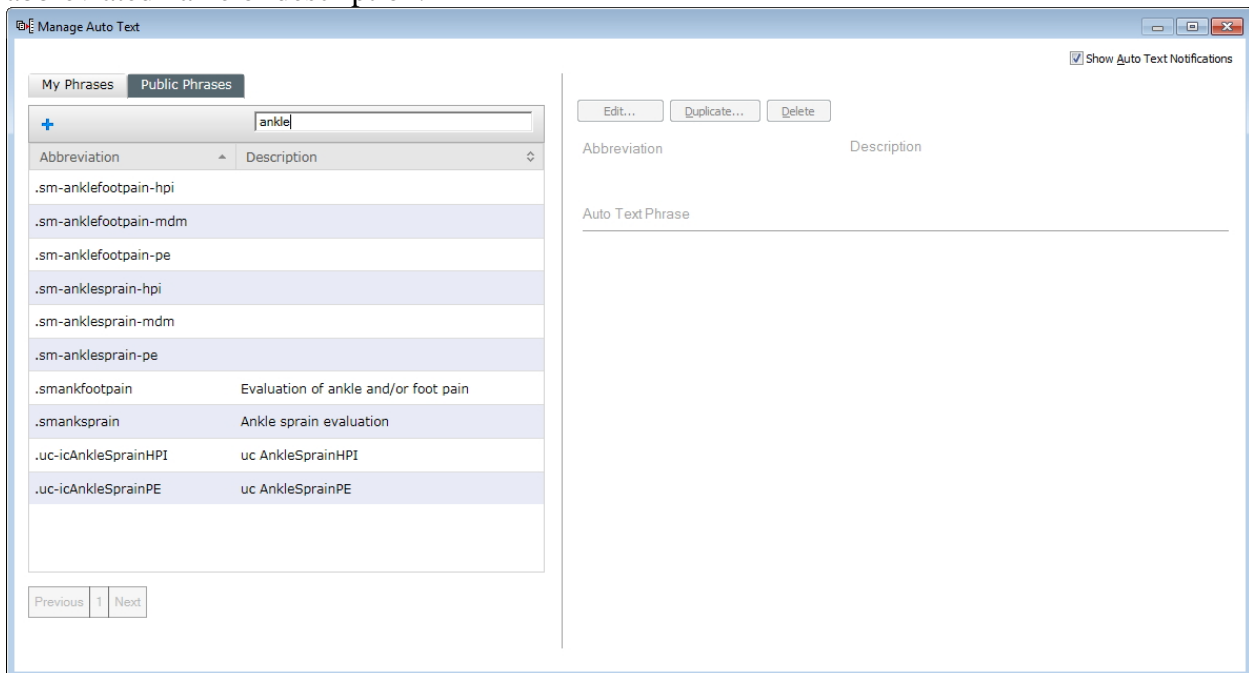 Manage Auto Text
Show Auto Text Notifications
My Phrases Public Phrases
ankle
Edit... Duplicate... Delete
Abbreviation Description
Abbreviation Description
.sm-anklefootpain-hpi
.sm-anklefootpain-mdm
Auto Text Phrase
.sm-anklefootpain-pe
.sm-anklesprain-hpi
.sm-anklesprain-mdm
.sm-anklesprain-pe
.smankfootpain Evaluation of ankle and/or foot pain
.smanksprain Ankle sprain evaluation
.uc-icAnkleSprainHPI uc AnkleSprainHPI
.uc-icAnkleSprainPE uc AnkleSprainPE
Previous 1 Next